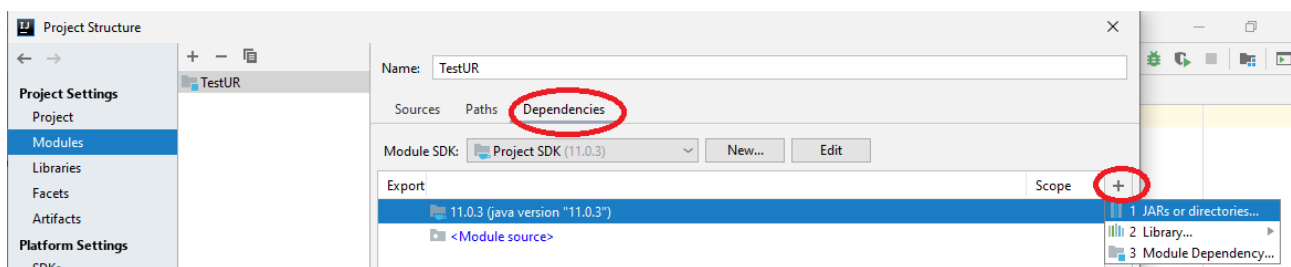 Project Structure
Project Settings
Project
Modules
Libraries
Facets
Artifacts
Platform Settings
SDKs
TestUR
Name: TestUR
Sources Paths Dependencies
Module SDK: Project SDK (11.0.3) New... Edit
Export Scope
11.0.3 (java version "11.0.3")
<Module source>
1 JARs or directories...
2 Library...
3 Module Dependency...